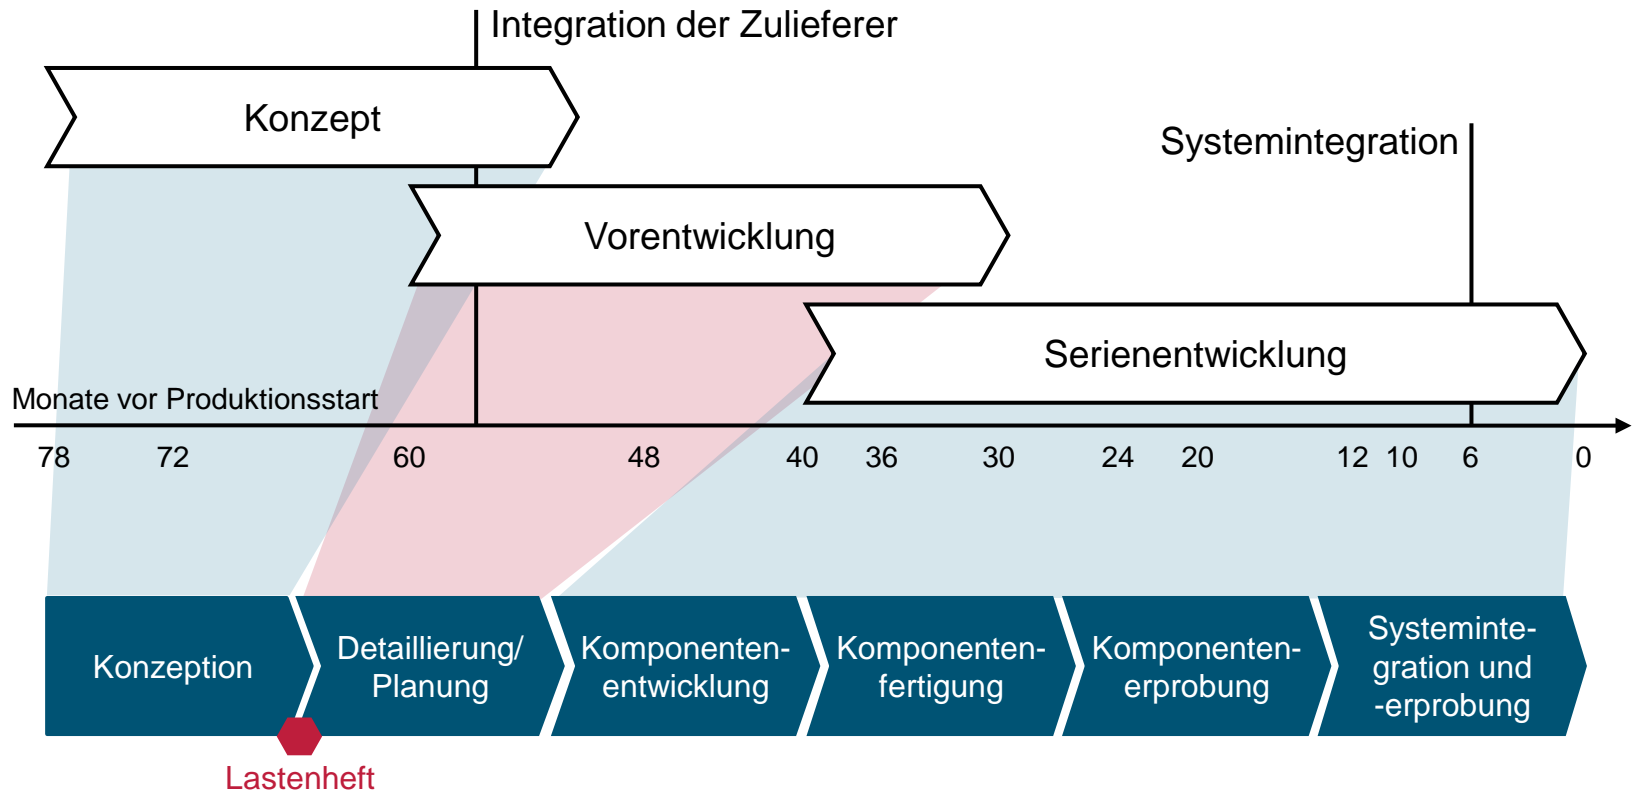 Integration der Zulieferer
Konzept
Systemintegration
Vorentwicklung
Serienentwicklung
Monate vor Produktionsstart
78 72 60 48 40 36 30 24 20 12 10 6 0
Konzeption
Detaillierung/
Planung
Komponenten-
entwicklung
Komponenten-
fertigung
Komponenten-
erprobung
Systeminte-
gration und
-erprobung
Lastenheft